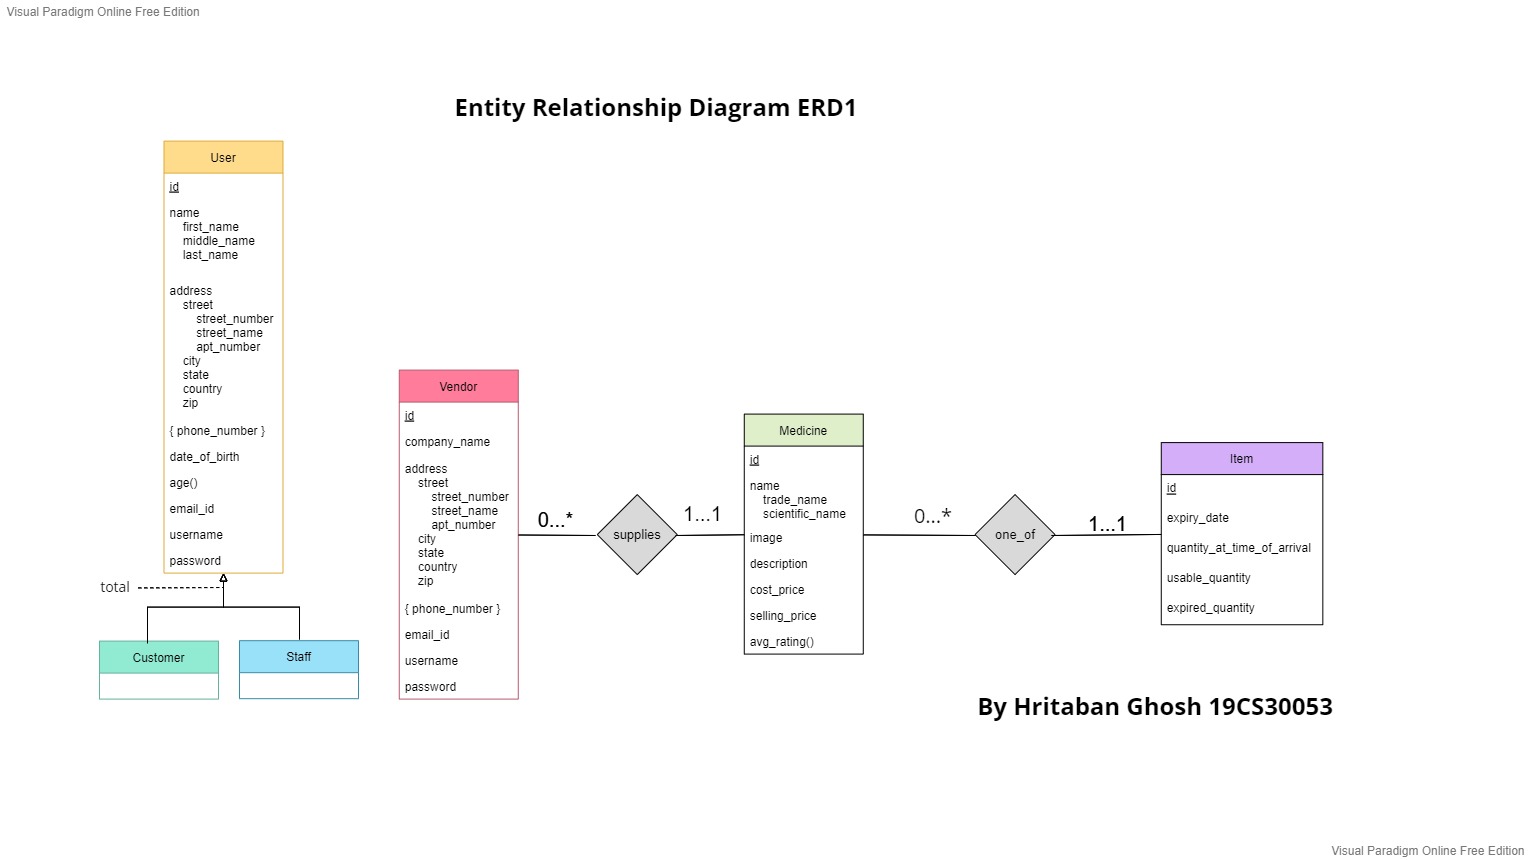 Visual Paradigm Online Free Edition
Entity Relationship Diagram ERD1
User
id
name
first_name
middle_name
last_name
address
street
street_number
street_name
apt_number
city
state
country
zip
{ phone_number }
date_of_birth
age()
email_id
username
password
total
Customer
Staff
Vendor
id
company_name
address
street
street_number
street_name
apt_number
city
state
country
zip
{ phone_number }
email_id
username
password
0...*
supplies
1...1
Medicine
id
name
trade_name
scientific_name
image
description
cost_price
selling_price
avg_rating()
0...*
one_of
1...1
Item
id
expiry_date
quantity_at_time_of_arrival
usable_quantity
expired_quantity
By Hritaban Ghosh 19CS30053
Visual Paradigm Online Free Edition